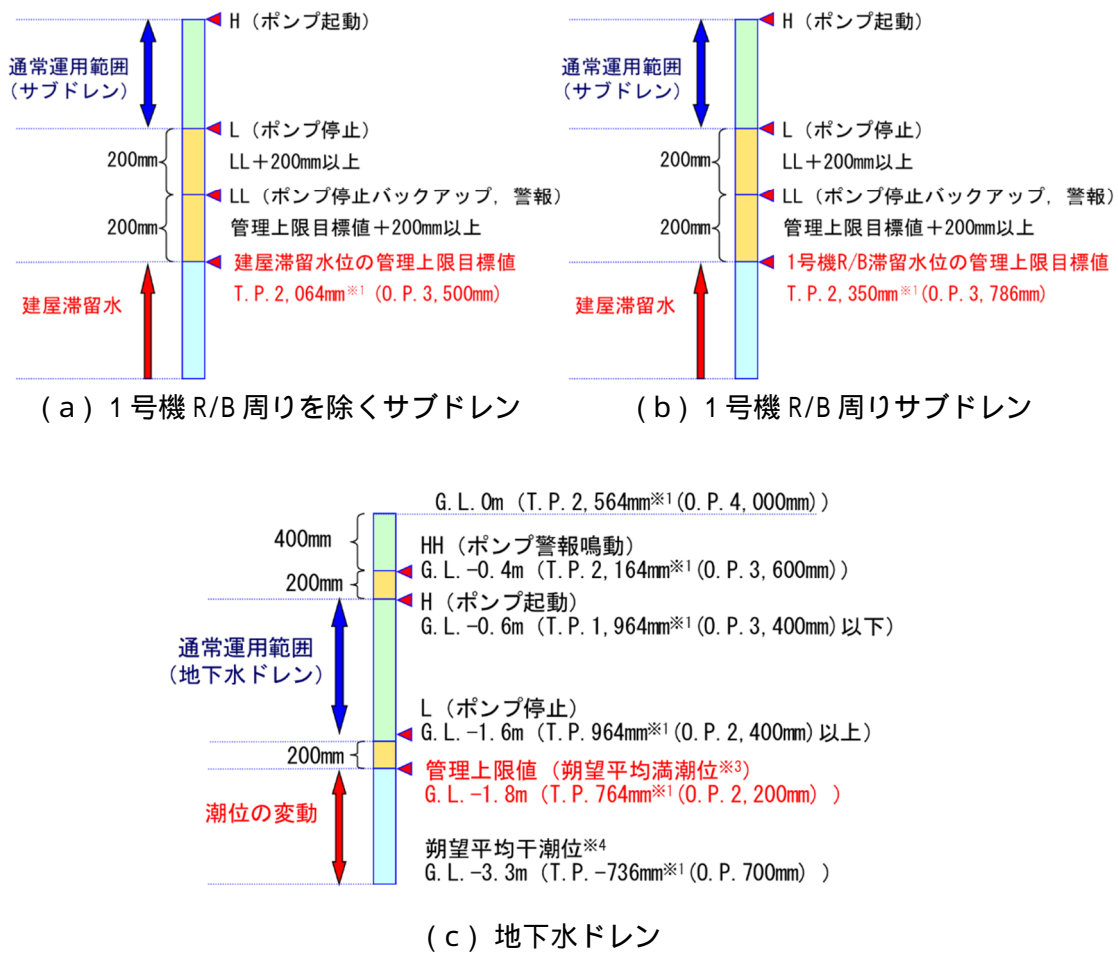 H（ポンプ起動）
通常運用範囲
（サブドレン）
L（ポンプ停止）
200mm
LL＋200mm以上
LL（ポンプ停止バックアップ，警報）
200mm
管理上限目標値＋200mm以上
建屋滞留水位の管理上限目標値
T.P.2,064mm※1（O.P.3,500mm）
建屋滞留水
(a) 1号機R/B周りを除くサブドレン
H（ポンプ起動）
通常運用範囲
（サブドレン）
L（ポンプ停止）
200mm
LL＋200mm以上
LL（ポンプ停止バックアップ，警報）
200mm
管理上限目標値＋200mm以上
1号機R/B滞留水位の管理上限目標値
T.P.2,350mm※1（O.P.3,786mm）
建屋滞留水
(b) 1号機R/B周りサブドレン
G.L.0m（T.P.2,564mm※1(O.P.4,000mm)）
400mm
HH（ポンプ警報鳴動）
G.L.-0.4m（T.P.2,164mm※1(O.P.3,600mm)）
200mm
H（ポンプ起動）
G.L.-0.6m（T.P.1,964mm※1(O.P.3,400mm)以下）
通常運用範囲
（地下水ドレン）
L（ポンプ停止）
G.L.-1.6m（T.P.964mm※1(O.P.2,400mm)以上）
200mm
管理上限値（朔望平均満潮位※3）
G.L.-1.8m（T.P.764mm※1(O.P.2,200mm) ）
潮位の変動
朔望平均干潮位※4
G.L.-3.3m（T.P.-736mm※1(O.P.700mm) ）
(c) 地下水ドレン